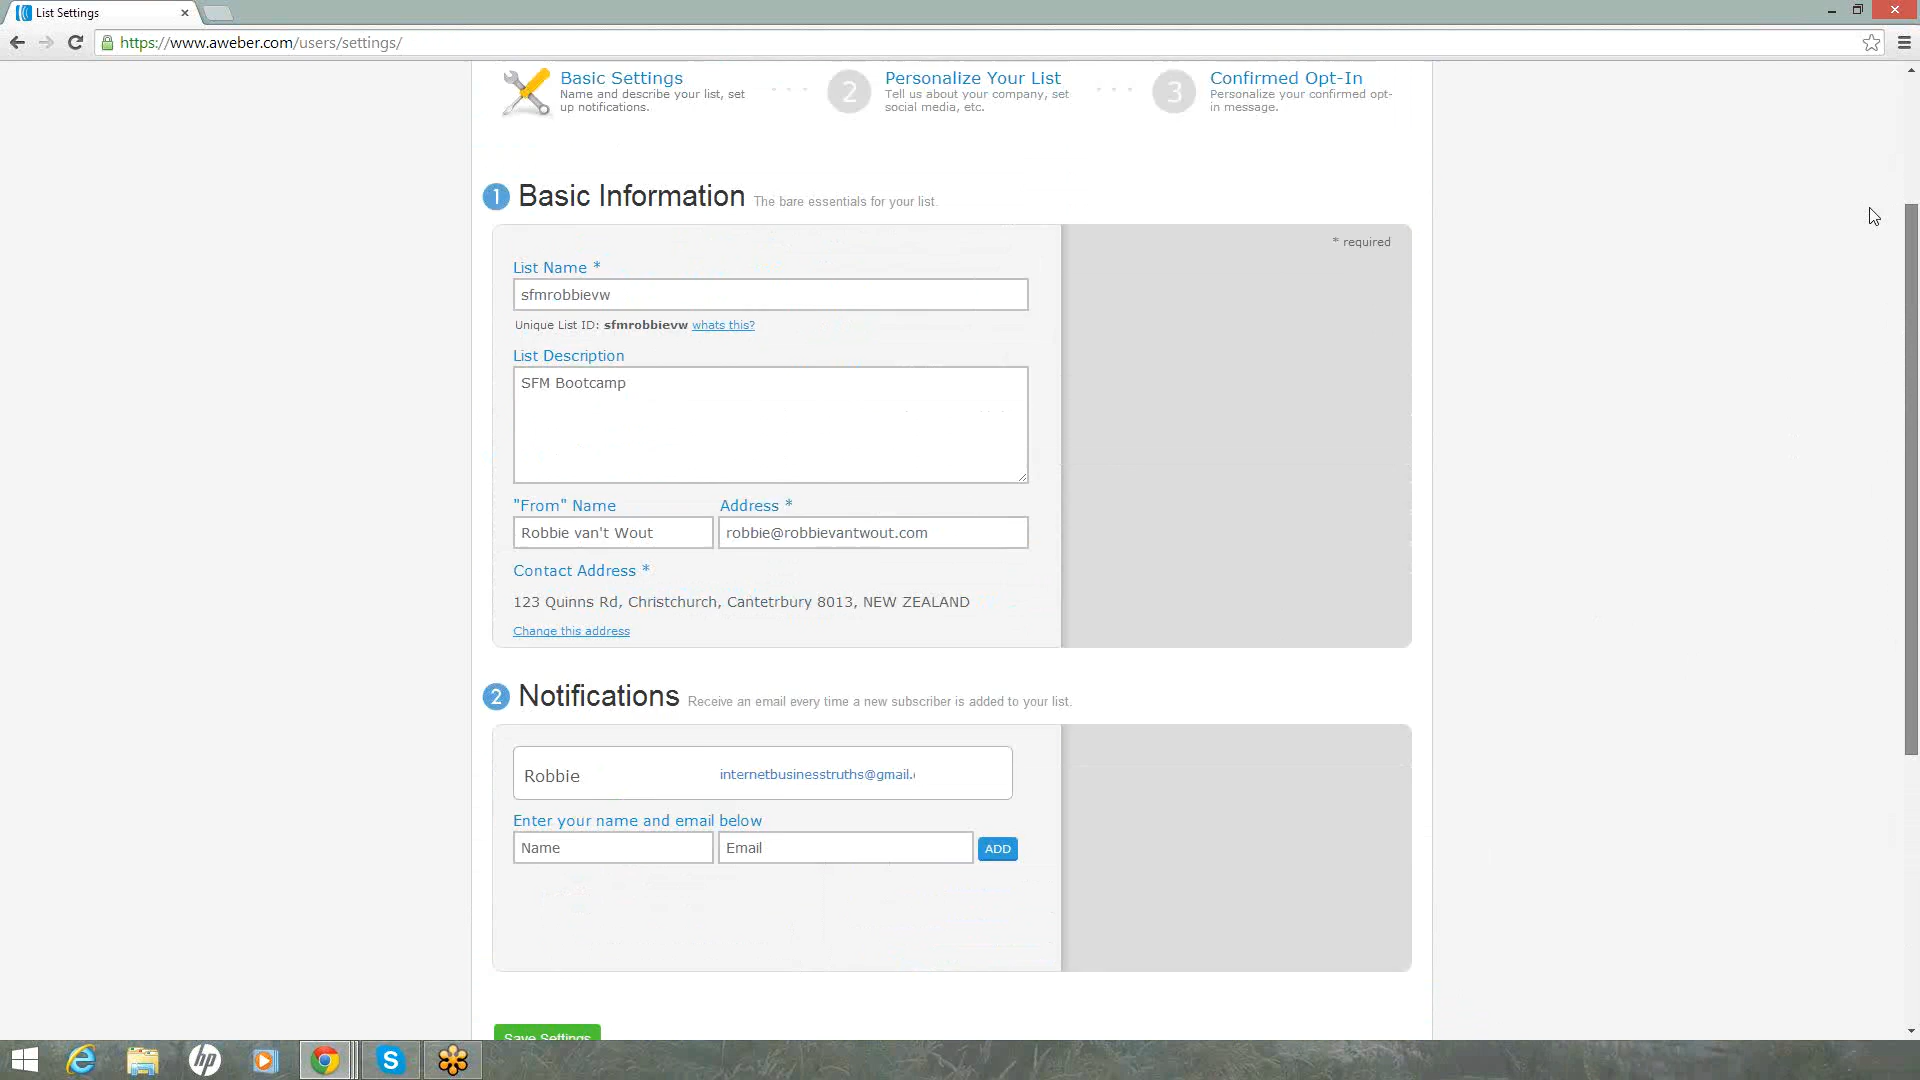 List Settings
https://www.aweber.com/users/settings/
Basic Settings
Name and describe your list, set
up notifications.
2
Personalize Your List
Tell us about your company, set
social media, etc.
3
Confirmed Opt-In
Personalize your confirmed opt-
in message.
1 Basic Information The bare essentials for your list.
* required
List Name *
sfmrobbievw
Unique List ID: sfmrobbievw whats this?
List Description
SFM Bootcamp
"From" Name Address *
Robbie van't Wout robbie@robbievantwout.com
Contact Address *
123 Quinns Rd, Christchurch, Cantetrbury 8013, NEW ZEALAND
Change this address
2 Notifications Receive an email every time a new subscriber is added to your list.
Robbie internetbusinesstruths@gmail.
Enter your name and email below
Name Email ADD
Save Settings
hp
S